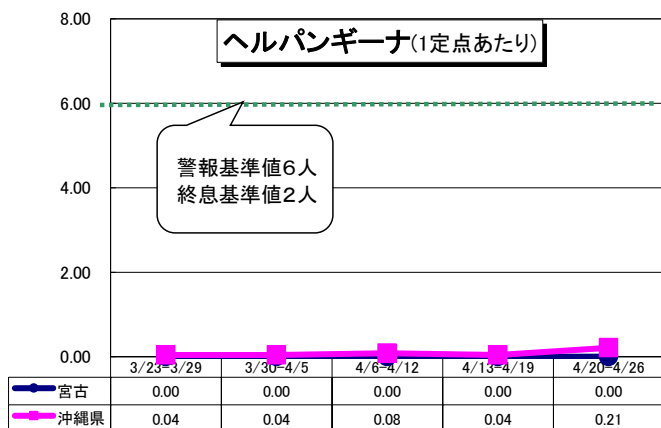 ヘルパンギーナ(1定点あたり)
8.00
6.00
警報基準値6人
終息基準値2人
4.00
2.00
0.00
3/23-3/29 3/30-4/5 4/6-4/12 4/13-4/19 4/20-4/26
宮古 0.00 0.00 0.00 0.00 0.00
沖縄県 0.04 0.04 0.08 0.04 0.21